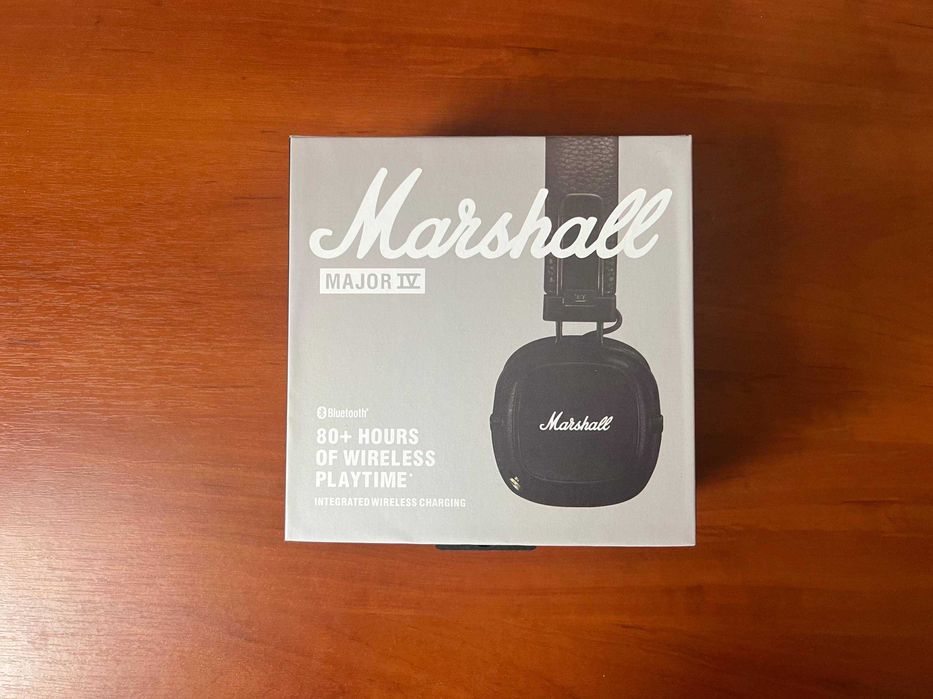 Marshall
MAJOR IV
Bluetooth®
80+ HOURS
OF WIRELESS
PLAYTIME*
INTEGRATED WIRELESS CHARGING
Marshall